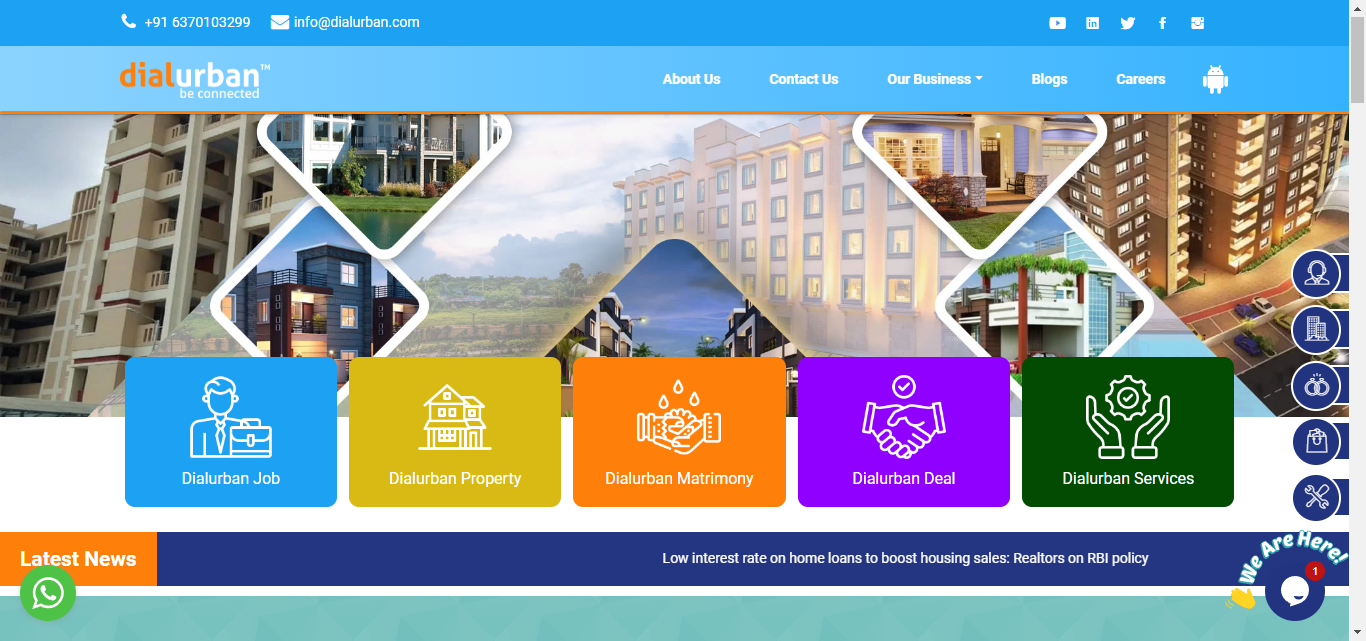 +91 6370103299 info@dialurban.com
dialurban™
be connected
About Us Contact Us Our Business Blogs Careers
Dialurban Job Dialurban Property Dialurban Matrimony Dialurban Deal Dialurban Services
Latest News
Low interest rate on home loans to boost housing sales: Realtors on RBI policy
We Are Here!
1